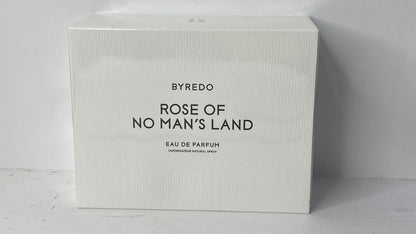 BYREDO
ROSE OF
NO MAN'S LAND
EAU DE PARFUM
VAPORISATEUR NATURAL SPRAY